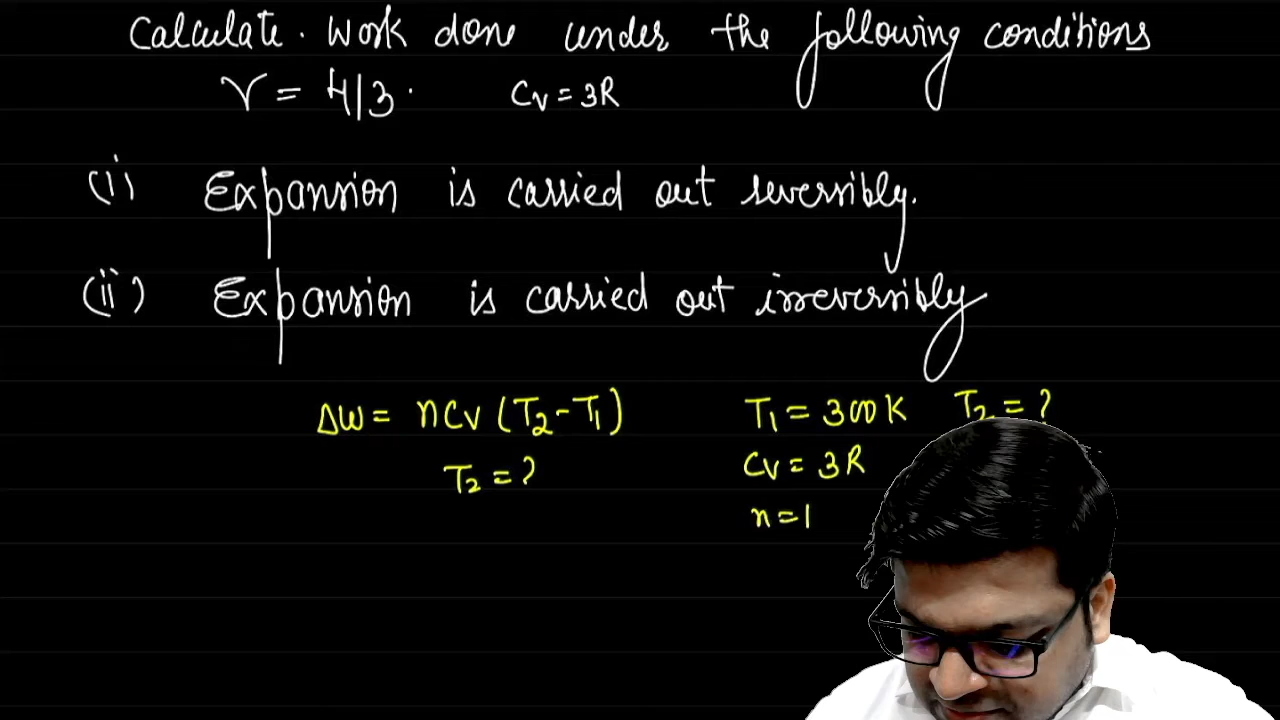 Calculate. Work done under the following conditions
γ = 4/3. Cv = 3R
(i) Expansion is carried out reversibly.
(ii) Expansion is carried out irreversibly
ΔW = nCv (T2-T1) T1 = 300K T2 = ?
T2 = ? Cv = 3R
n = 1